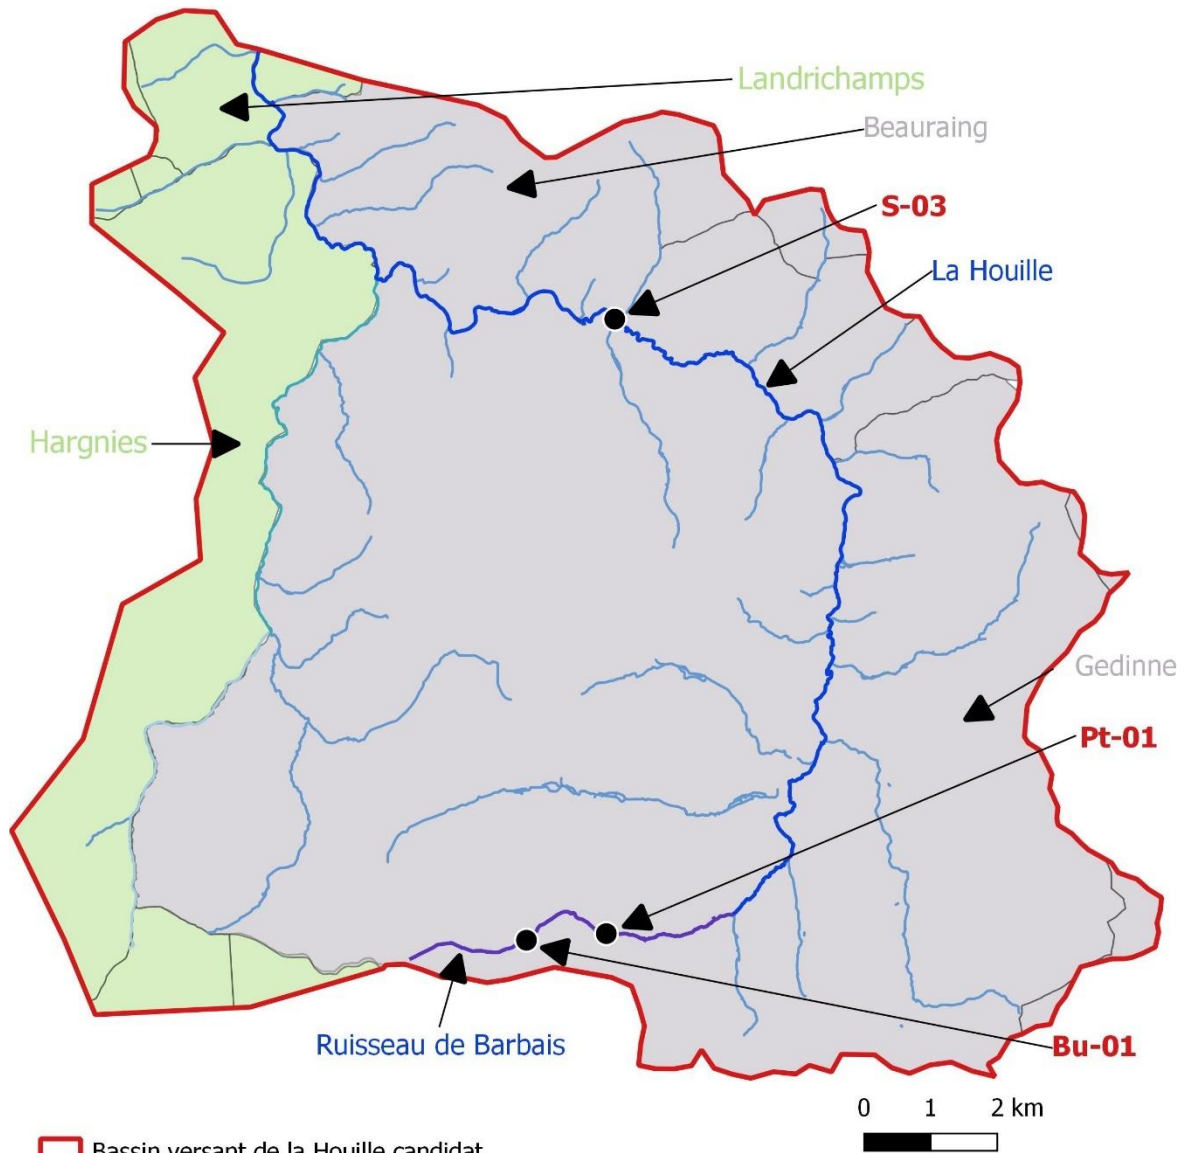 Landrichamps
Beauraing
S-03
La Houille
Hargnies
Gedinne
Pt-01
Ruisseau de Barbais
Bu-01
0 1 2 km
Bassin versant de la Houille candidat